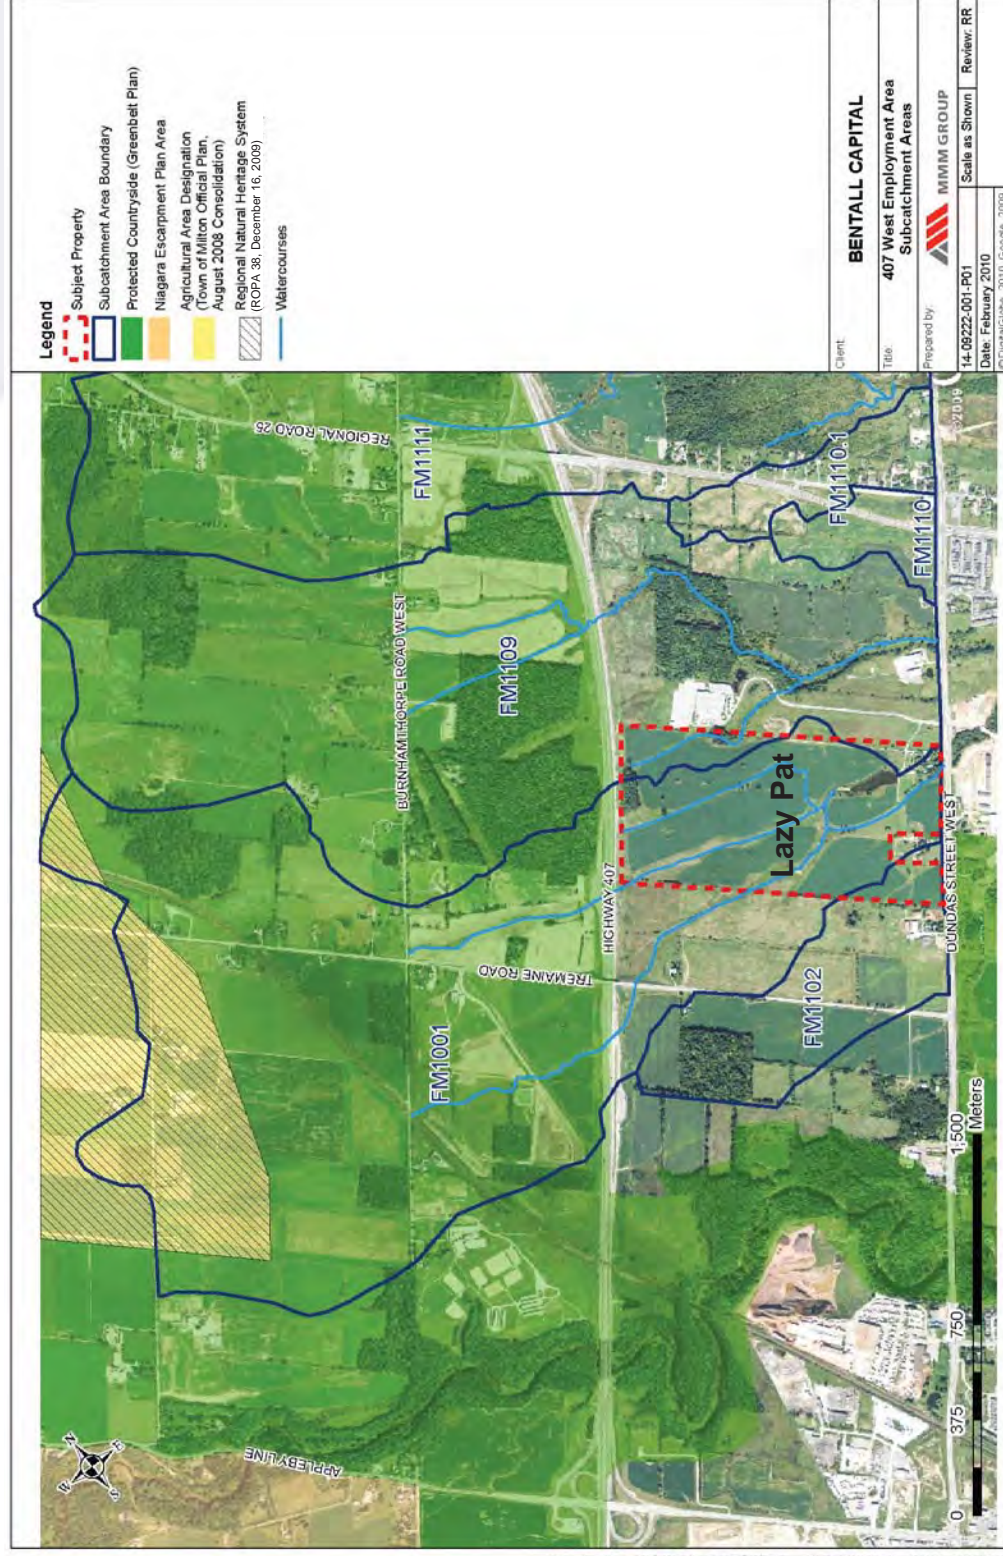 Legend
Subject Property
Subcatchment Area Boundary
Protected Countryside (Greenbelt Plan)
Niagara Escarpment Plan Area
Agricultural Area Designation
(Town of Milton Official Plan,
August 2008 Consolidation)
Regional Natural Heritage System
(ROPA 38, December 16, 2009)
Watercourses
REGIONAL ROAD 25
FM1111
BURNHAMTHORPE ROAD WEST
FM1109
FM1110.1
FM1110
HIGHWAY 407
Lazy Pat
DUNDAS STREET WEST
TREMAINE ROAD
FM1001
FM1102
APPLEBY LINE
N
E
S
W
0 375 750 1,500
Meters
Client:
BENTALL CAPITAL
Title:
407 West Employment Area
Subcatchment Areas
Prepared by:
MMM GROUP
14-09222-001-P01
Scale as Shown
Review: RR
Date: February 2010
©DigitalGlobe 2010, Google, 2009